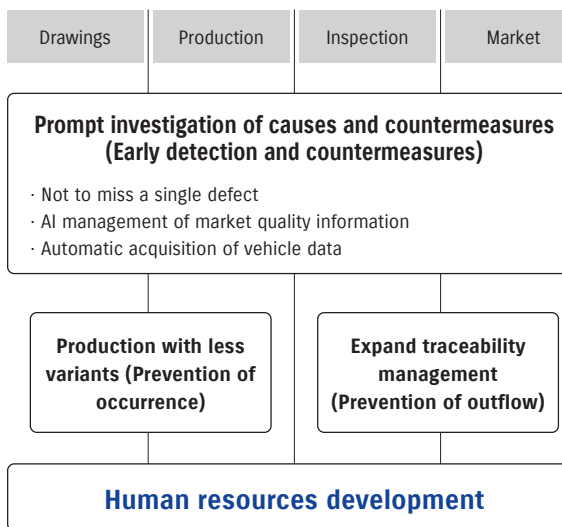 Drawings
Production
Inspection
Market
Prompt investigation of causes and countermeasures
(Early detection and countermeasures)
· Not to miss a single defect
· AI management of market quality information
· Automatic acquisition of vehicle data
Production with less
variants (Prevention of
occurrence)
Expand traceability
management
(Prevention of outflow)
Human resources development